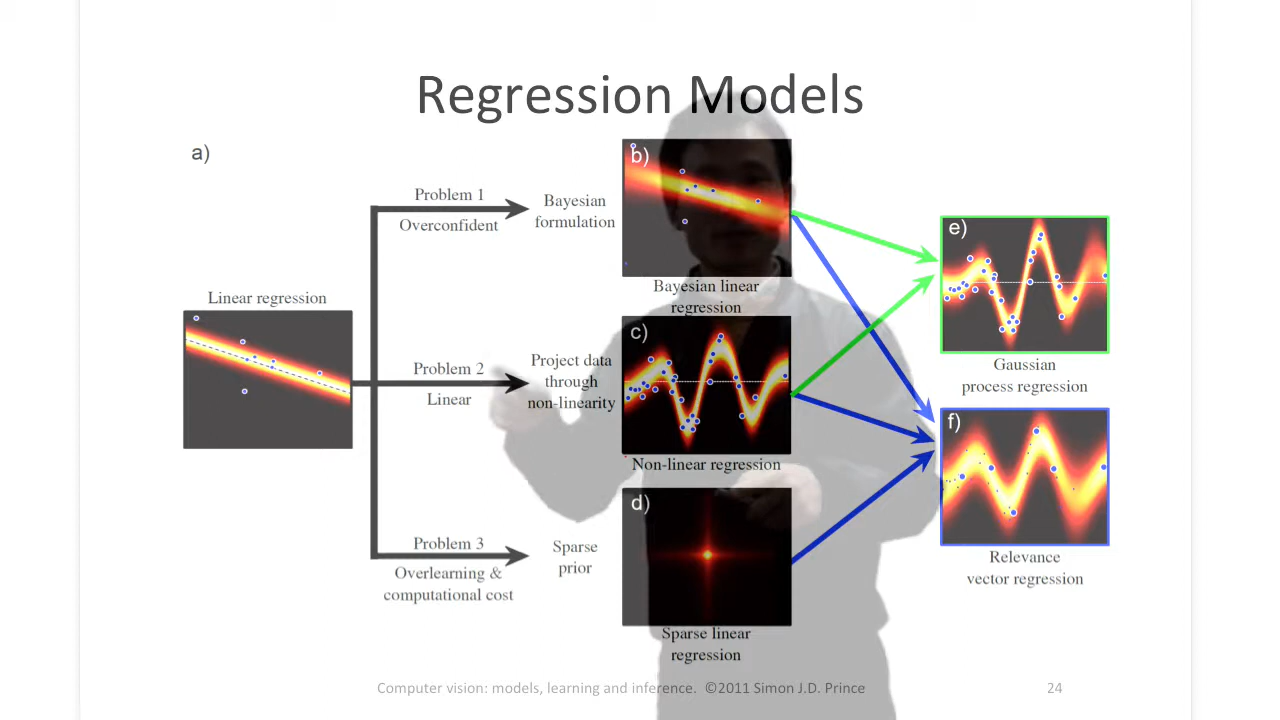 Regression Models
a)
Linear regression
Problem 1
Overconfident
Bayesian
formulation
b)
Bayesian linear
regression
Problem 2
Linear
Project data
through
non-linearity
c)
Non-linear regression
Problem 3
Overlearning &
computational cost
Sparse
prior
d)
Sparse linear
regression
e)
Gaussian
process regression
f)
Relevance
vector regression
Computer vision: models, learning and inference. ©2011 Simon J.D. Prince
24